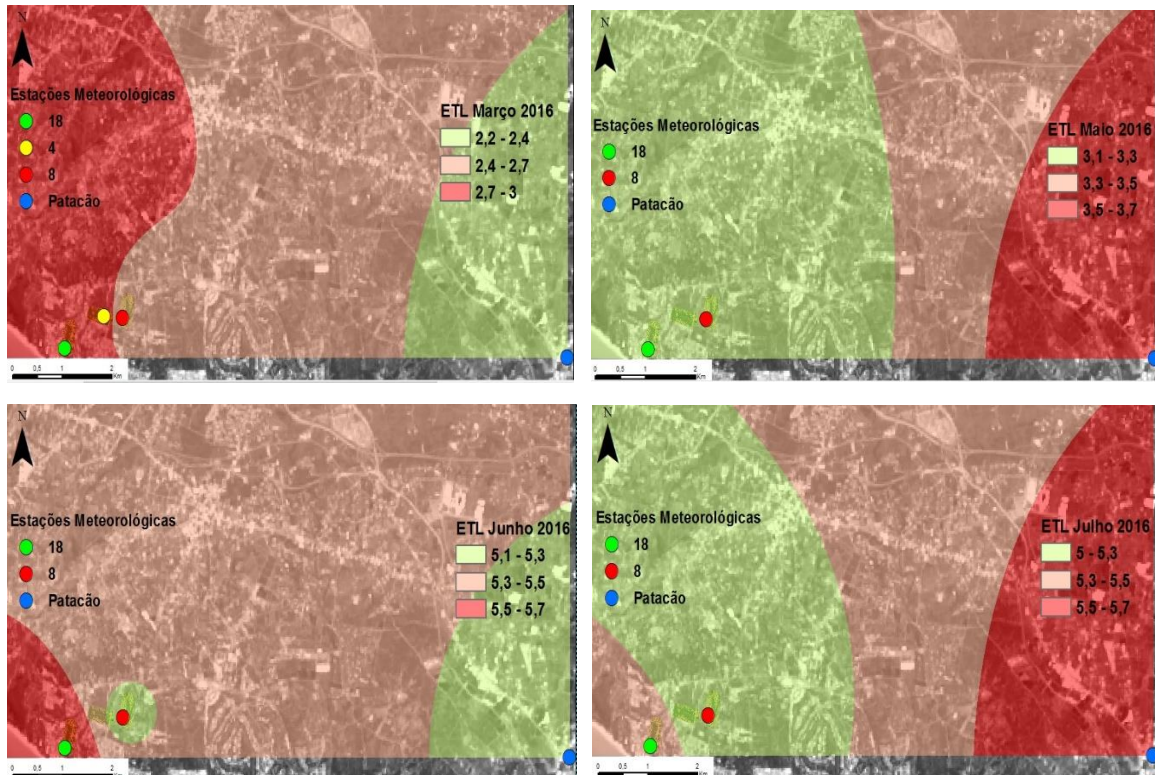 N
Estações Meteorológicas
18
4
8
Patacão
ETL Março 2016
2,2 - 2,4
2,4 - 2,7
2,7 - 3
0 0,5 1 2
Km
N
Estações Meteorológicas
18
8
Patacão
ETL Maio 2016
3,1 - 3,3
3,3 - 3,5
3,5 - 3,7
0 0,5 1 2
Km
N
Estações Meteorológicas
18
8
Patacão
ETL Junho 2016
5,1 - 5,3
5,3 - 5,5
5,5 - 5,7
0 0,5 1 2
Km
N
Estações Meteorológicas
18
8
Patacão
ETL Julho 2016
5 - 5,3
5,3 - 5,5
5,5 - 5,7
0 0,5 1 2
Km